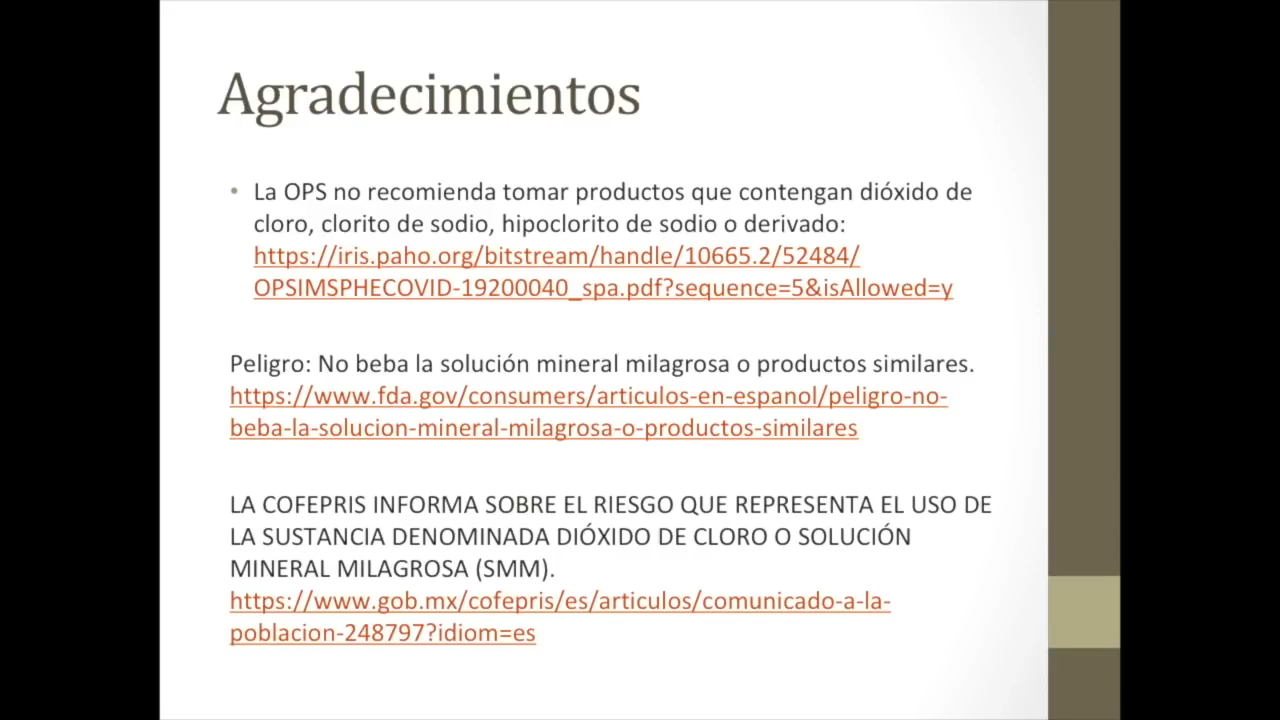 Agradecimientos
• La OPS no recomienda tomar productos que contengan dióxido de
cloro, clorito de sodio, hipoclorito de sodio o derivado:
https://iris.paho.org/bitstream/handle/10665.2/52484/
OPSIMSPHECOVID-19200040_spa.pdf?sequence=5&isAllowed=y
Peligro: No beba la solución mineral milagrosa o productos similares.
https://www.fda.gov/consumers/articulos-en-espanol/peligro-no-
beba-la-solucion-mineral-milagrosa-o-productos-similares
LA COFEPRIS INFORMA SOBRE EL RIESGO QUE REPRESENTA EL USO DE
LA SUSTANCIA DENOMINADA DIÓXIDO DE CLORO O SOLUCIÓN
MINERAL MILAGROSA (SMM).
https://www.gob.mx/cofepris/es/articulos/comunicado-a-la-
poblacion-248797?idiom=es